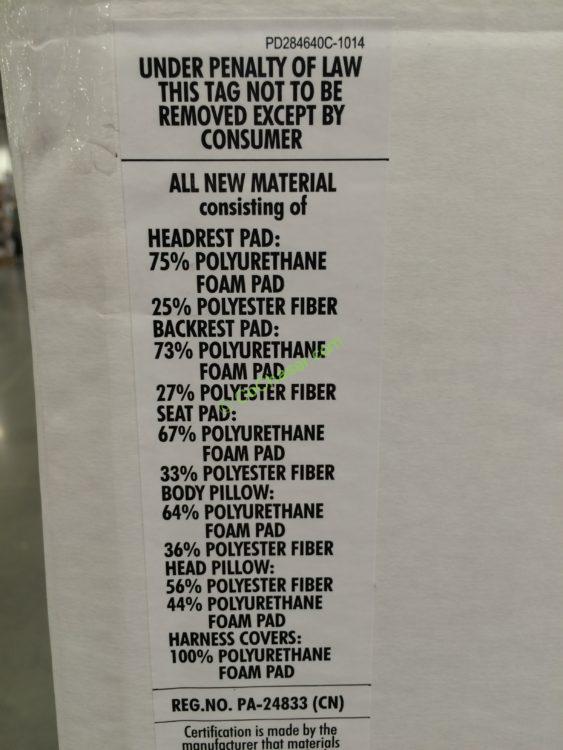 PD284640C-1014
UNDER PENALTY OF LAW
THIS TAG NOT TO BE
REMOVED EXCEPT BY
CONSUMER
ALL NEW MATERIAL
consisting of
HEADREST PAD:
75% POLYURETHANE
FOAM PAD
25% POLYESTER FIBER
BACKREST PAD:
73% POLYURETHANE
FOAM PAD
27% POLYESTER FIBER
SEAT PAD:
67% POLYURETHANE
FOAM PAD
33% POLYESTER FIBER
BODY PILLOW:
64% POLYURETHANE
FOAM PAD
36% POLYESTER FIBER
HEAD PILLOW:
56% POLYESTER FIBER
44% POLYURETHANE
FOAM PAD
HARNESS COVERS:
100% POLYURETHANE
FOAM PAD
REG.NO. PA-24833 (CN)
Certification is made by the
manufacturer that materials